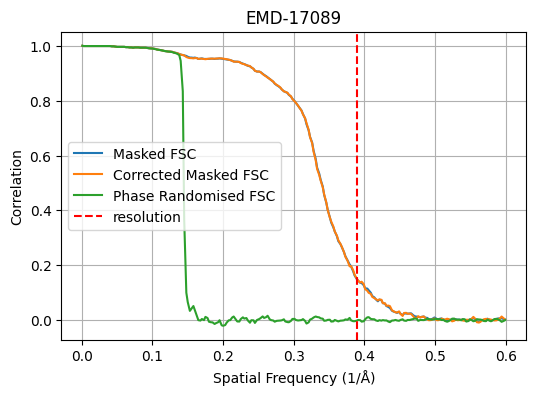 EMD-17089
1.0
0.8
0.6
0.4
0.2
0.0
Correlation
Masked FSC
Corrected Masked FSC
Phase Randomised FSC
resolution
0.0 0.1 0.2 0.3 0.4 0.5 0.6
Spatial Frequency (1/Å)